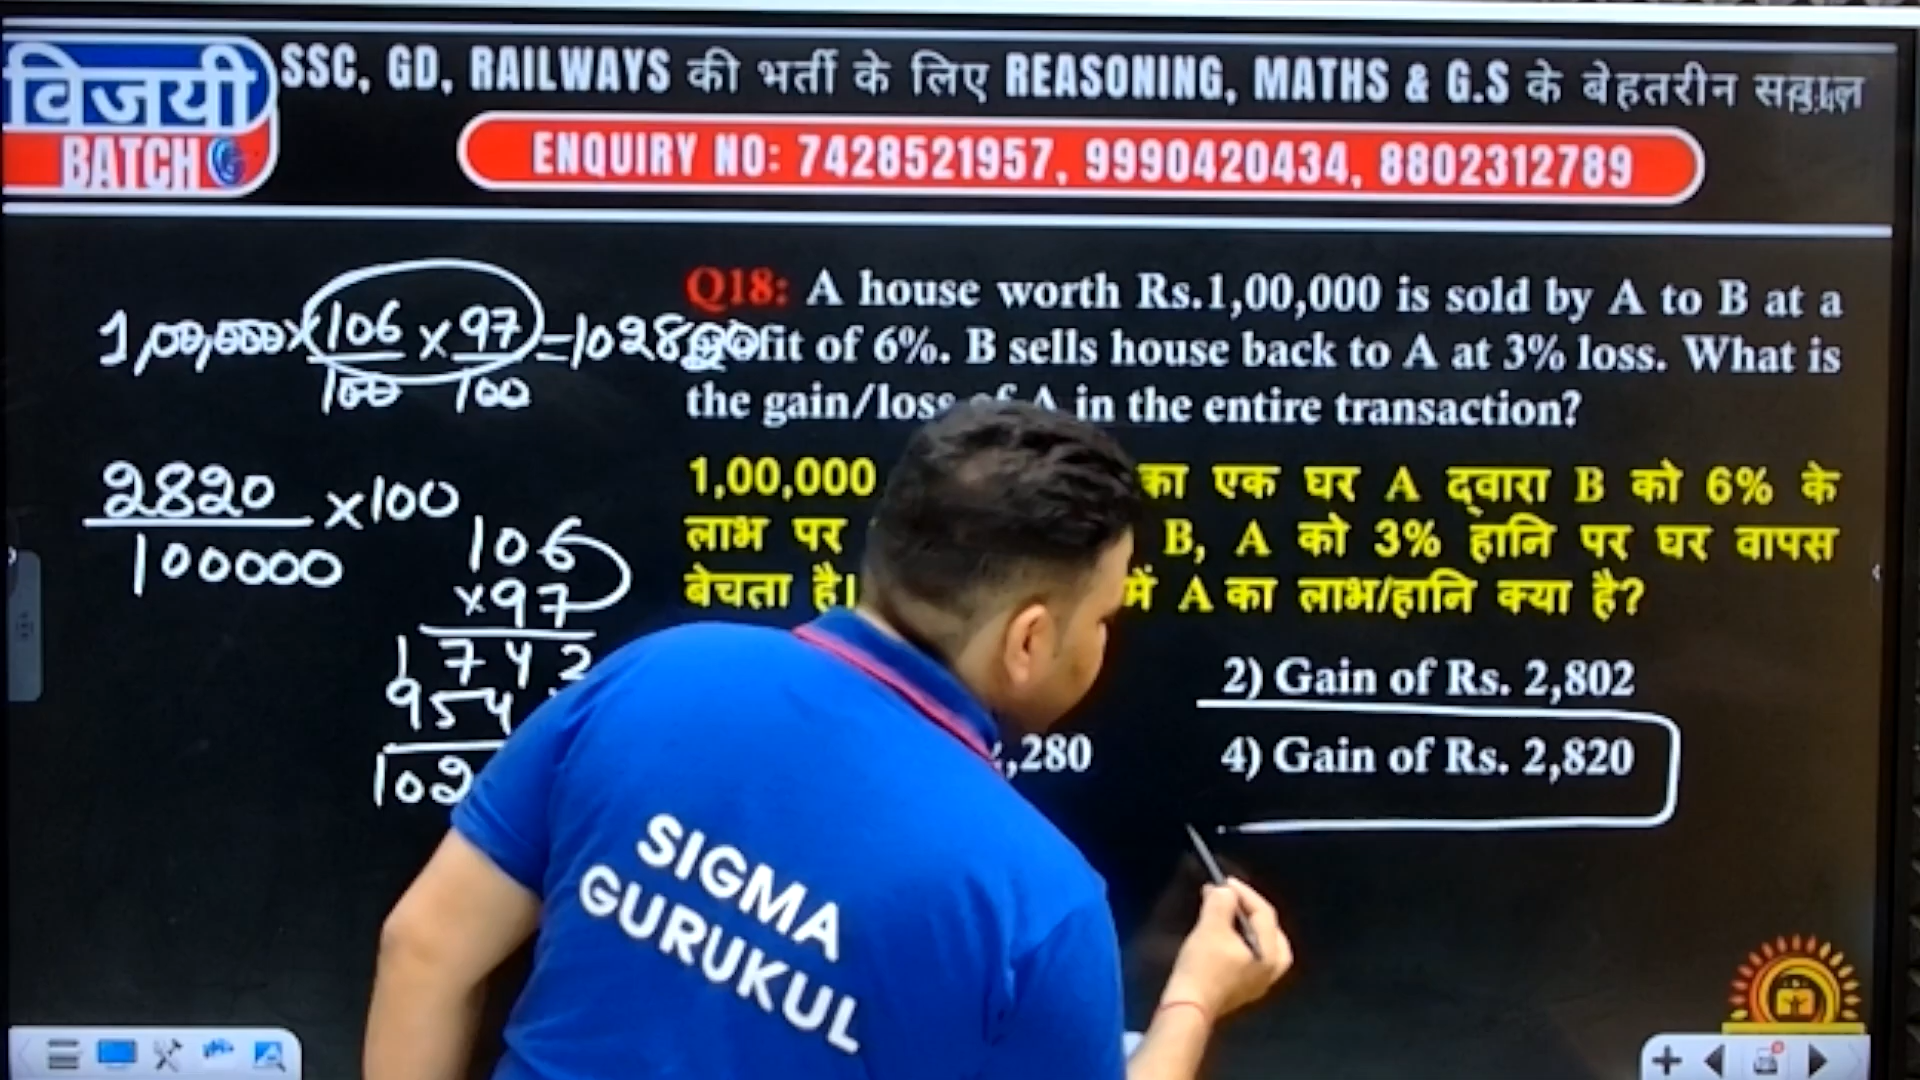 विजयी
BATCH
SSC, GD, RAILWAYS की भर्ती के लिए REASONING, MATHS & G.S के बेहतरीन सवाल
ENQUIRY NO: 7428521957, 9990420434, 8802312789
1,00,000 × 106/100 × 97/100 = 102820
2820/100000 × 100
106
×97
1742
954
102
Q18: A house worth Rs.1,00,000 is sold by A to B at a
profit of 6%. B sells house back to A at 3% loss. What is
the gain/loss of A in the entire transaction?
1,00,000 का एक घर A द्वारा B को 6% के
लाभ पर B, A को 3% हानि पर घर वापस
बेचता है। में A का लाभ/हानि क्या है?
2) Gain of Rs. 2,802
,280
4) Gain of Rs. 2,820
SIGMA
GURUKUL